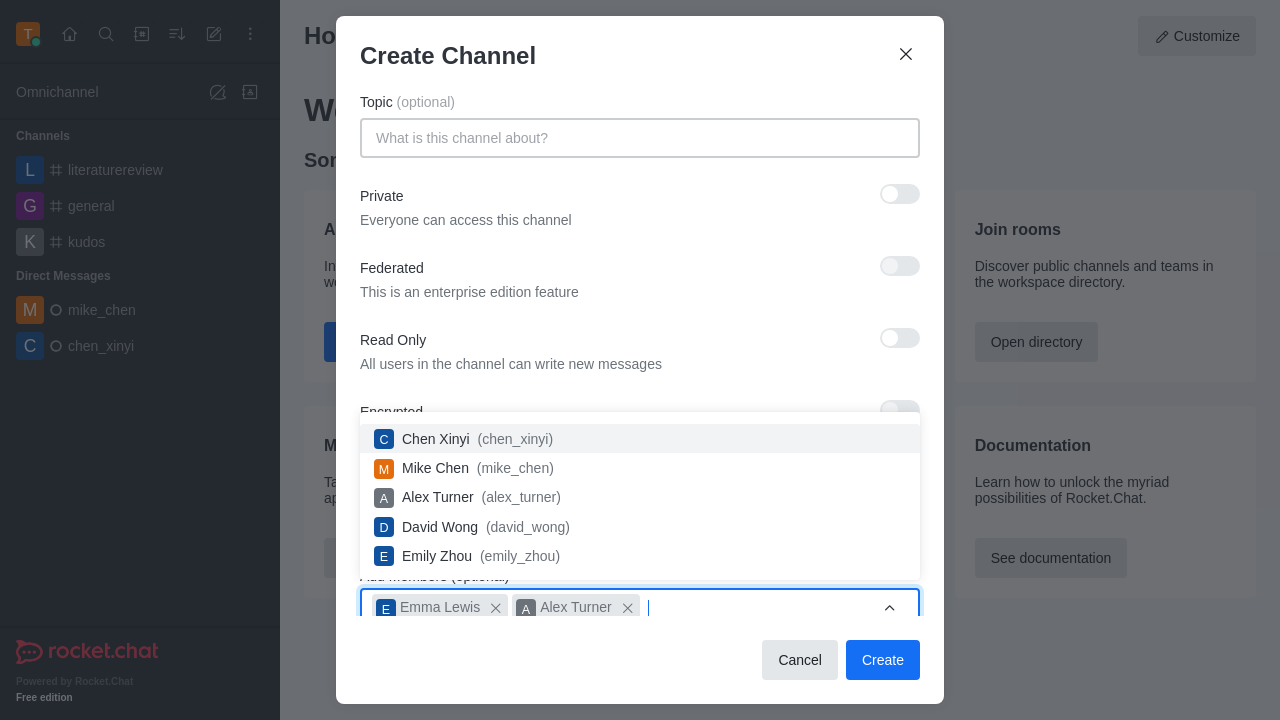 T
Ho
Create Channel
Customize
Omnichannel
Topic (optional)
We
What is this channel about?
Channels
Som
L literaturereview
Private
Everyone can access this channel
G general
A
Join rooms
K kudos
Federated
In
Discover public channels and teams in
the workspace directory.
Direct Messages
This is an enterprise edition feature
M mike_chen
Read Only
Open directory
C chen_xinyi
All users in the channel can write new messages
Encrypted
C Chen Xinyi (chen_xinyi)
M
Documentation
M Mike Chen (mike_chen)
Ta
Learn how to unlock the myriad
A Alex Turner (alex_turner)
ap
possibilities of Rocket.Chat.
D David Wong (david_wong)
E Emily Zhou (emily_zhou)
See documentation
Add members (optional)
E Emma Lewis A Alex Turner
rocket.chat
Powered by Rocket.Chat
Free edition
Cancel
Create